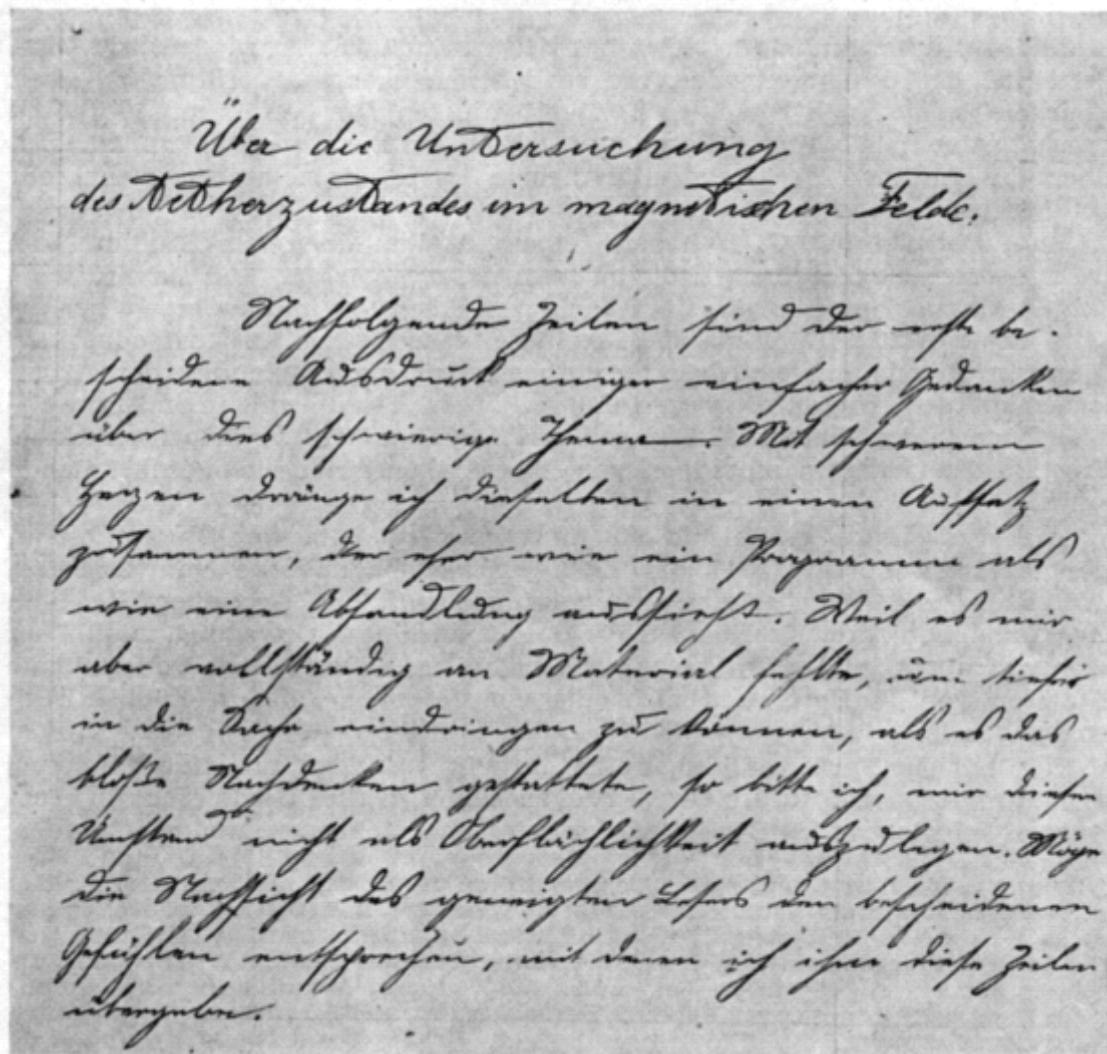 Über die Untersuchung
des Aetherzustandes im magnetischen Felde.
Nachfolgende Zeilen sind der erste be-
scheidene Ausdruck einiger einfacher Gedanken
über dies schwierige Thema. Mit schwerem
Herzen dränge ich dieselben in einen Aufsatz
zusammen, der eher wie ein Programm als
wie eine Abhandlung aussieht. Weil es mir
aber vollständig an Material fehlte, um tiefer
in die Sache eindringen zu können, als es das
bloße Nachdenken gestattete, so bitte ich, mir diesen
Umstand nicht als Oberflächlichkeit auszulegen. Möge
die Nachsicht des geneigten Lesers den bescheidenen
Gefühlen entsprechen, mit denen ich ihm diese Zeilen
übergebe.